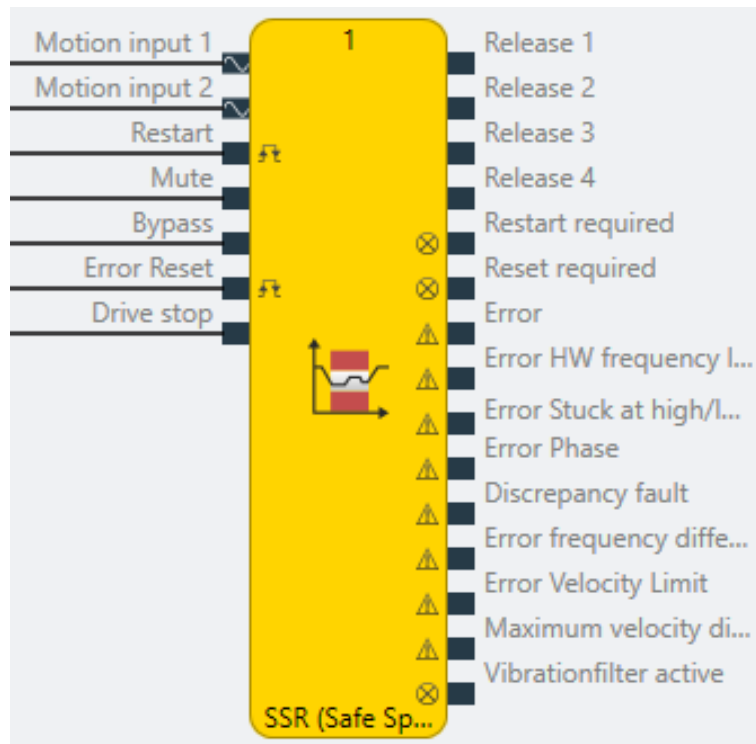 Motion input 1
Motion input 2
Restart
Mute
Bypass
Error Reset
Drive stop
1
Release 1
Release 2
Release 3
Release 4
Restart required
Reset required
Error
Error HW frequency l...
Error Stuck at high/l...
Error Phase
Discrepancy fault
Error frequency diffe...
Error Velocity Limit
Maximum velocity di...
Vibrationfilter active
SSR (Safe Sp...